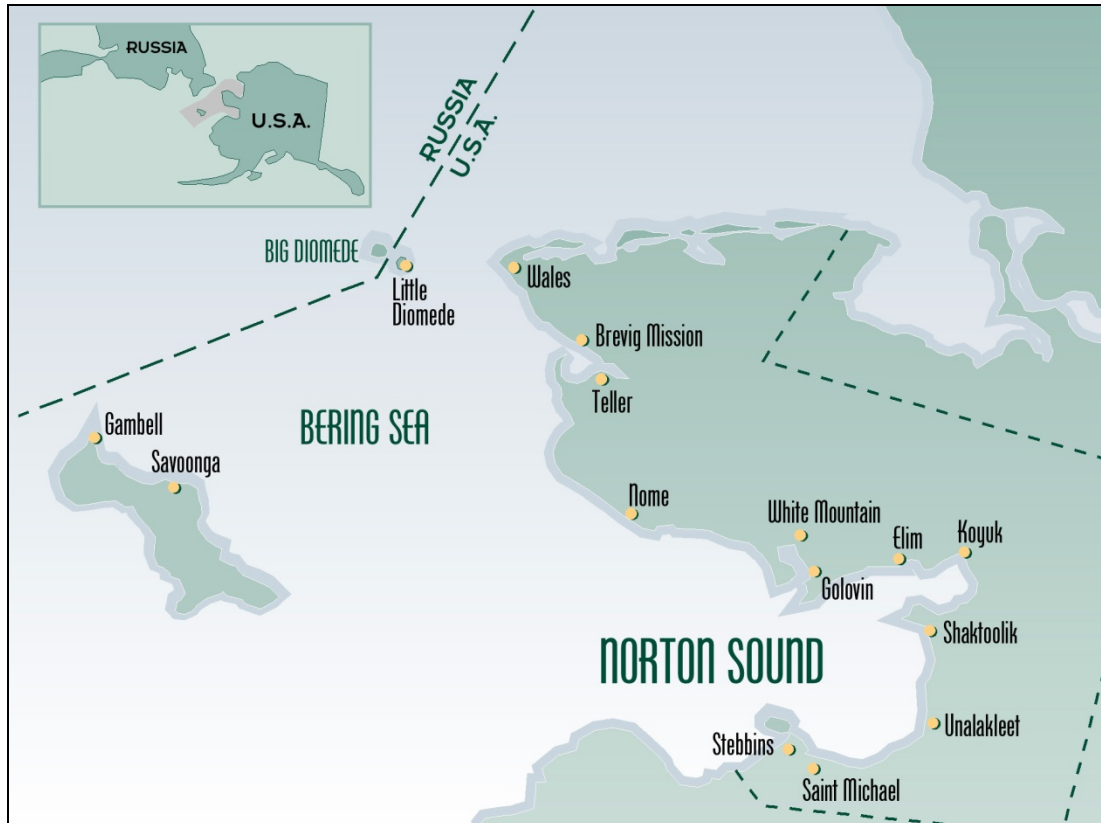 RUSSIA
U.S.A.
RUSSIA
U.S.A.
BIG DIOMEDE
Little
Diomede
Wales
Brevig Mission
Teller
BERING SEA
Gambell
Savoonga
Nome
White Mountain
Elim
Koyuk
Golovin
Shaktoolik
NORTON SOUND
Unalakleet
Stebbins
Saint Michael